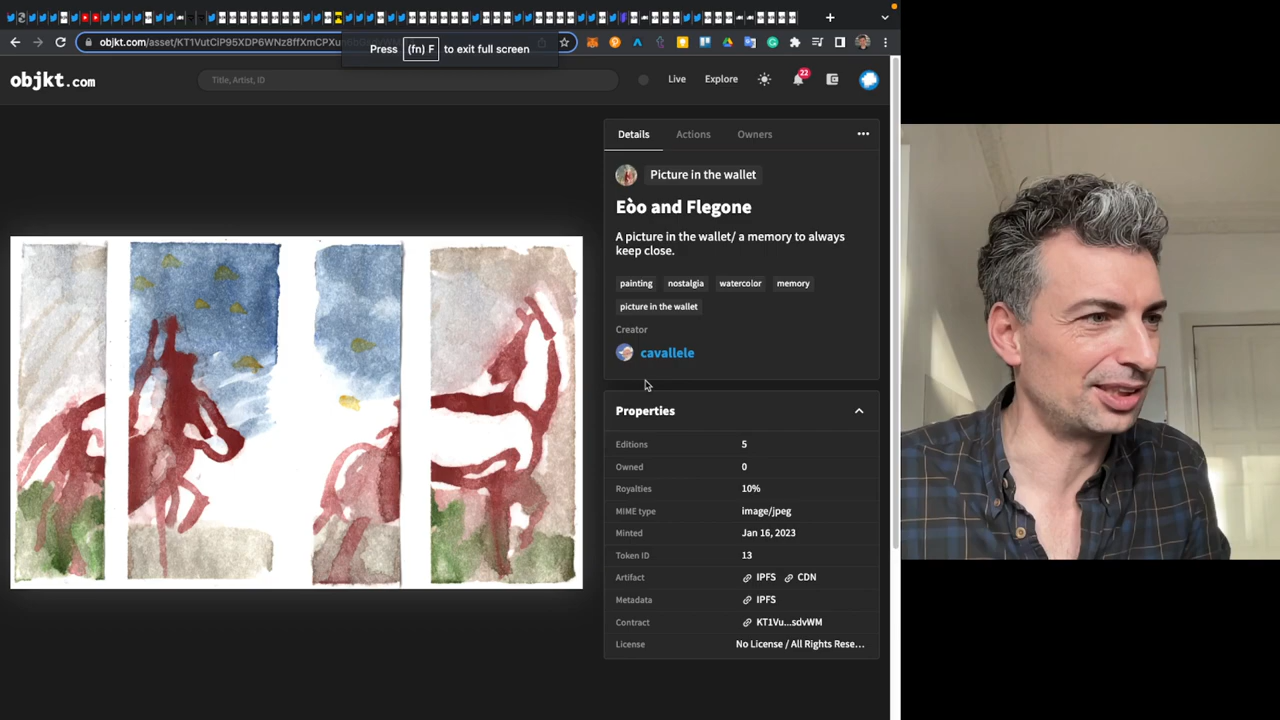 objkt.com/asset/KT1VutCiP95XDP6WNz8ffXmCPXu
Press (fn) F to exit full screen
objkt.com
Title, Artist, ID
Live
Explore
22
Details
Actions
Owners
Picture in the wallet
Eòo and Flegone
A picture in the wallet/ a memory to always
keep close.
painting
nostalgia
watercolor
memory
picture in the wallet
Creator
cavallele
Properties
Editions 5
Owned 0
Royalties 10%
MIME type image/jpeg
Minted Jan 16, 2023
Token ID 13
Artifact IPFS CDN
Metadata IPFS
Contract KT1Vu...sdvWM
License No License / All Rights Rese...